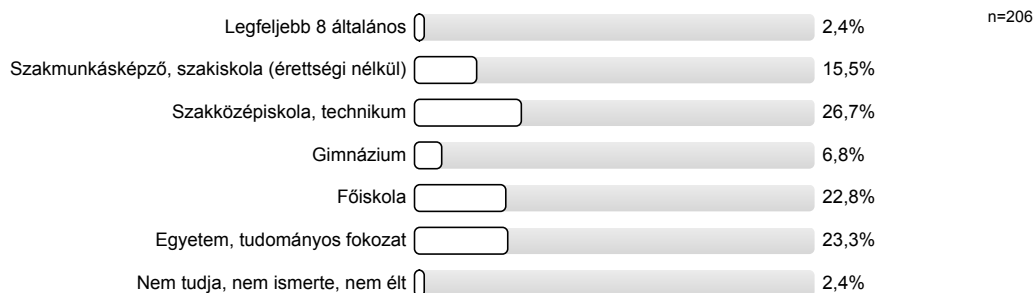 Legfeljebb 8 általános 2,4% n=206
Szakmunkásképző, szakiskola (érettségi nélkül) 15,5%
Szakközépiskola, technikum 26,7%
Gimnázium 6,8%
Főiskola 22,8%
Egyetem, tudományos fokozat 23,3%
Nem tudja, nem ismerte, nem élt 2,4%